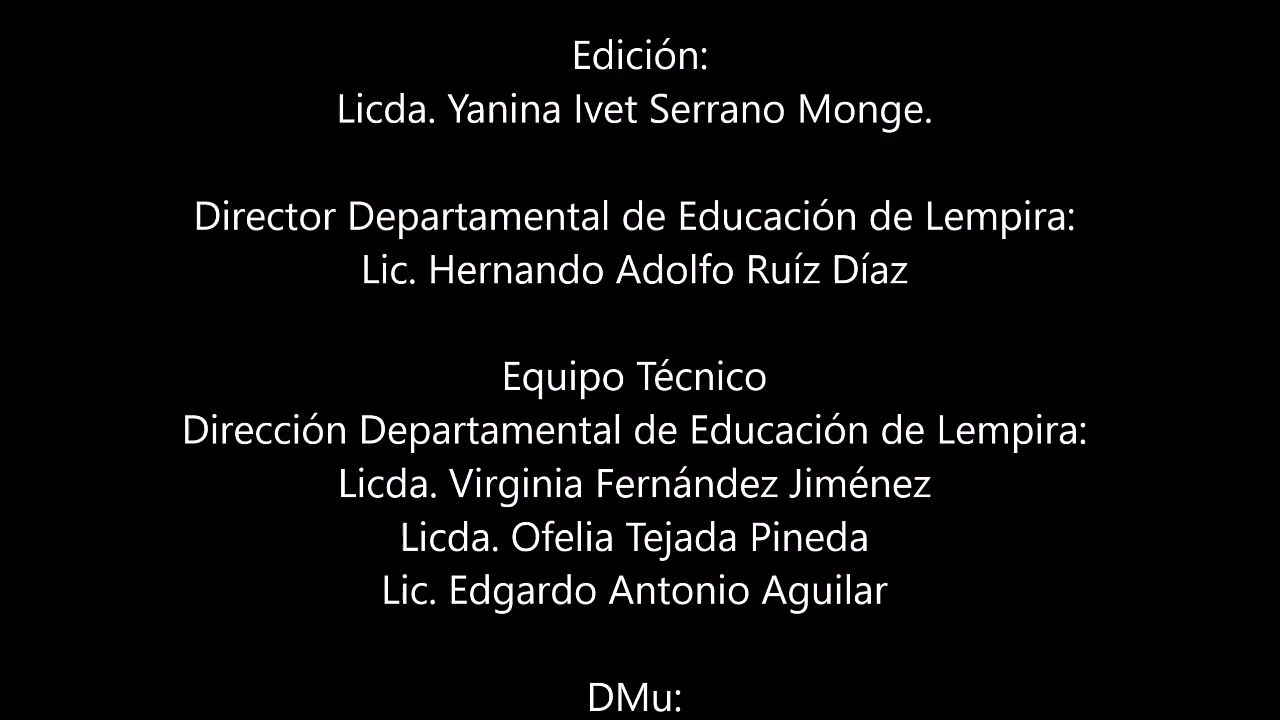 Edición:
Licda. Yanina Ivet Serrano Monge.
Director Departamental de Educación de Lempira:
Lic. Hernando Adolfo Ruíz Díaz
Equipo Técnico
Dirección Departamental de Educación de Lempira:
Licda. Virginia Fernández Jiménez
Licda. Ofelia Tejada Pineda
Lic. Edgardo Antonio Aguilar
DMu: